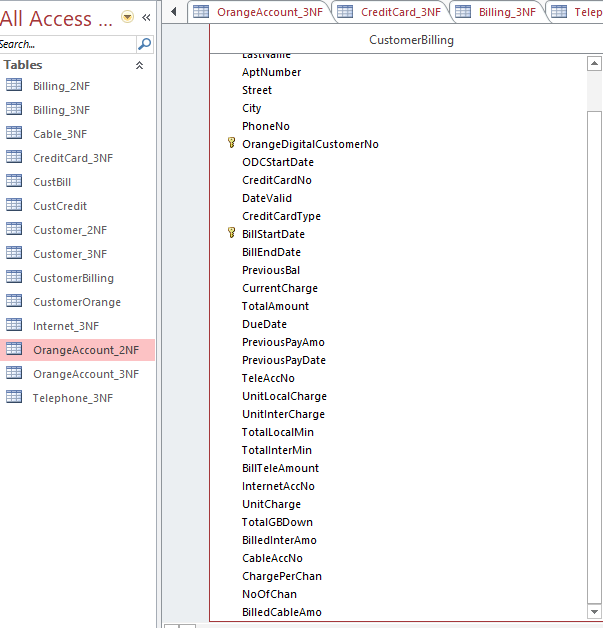 All Access ...
Search...
Tables
Billing_2NF
Billing_3NF
Cable_3NF
CreditCard_3NF
CustBill
CustCredit
Customer_2NF
Customer_3NF
CustomerBilling
CustomerOrange
Internet_3NF
OrangeAccount_2NF
OrangeAccount_3NF
Telephone_3NF
OrangeAccount_3NF CreditCard_3NF Billing_3NF Telep
CustomerBilling
LastName
AptNumber
Street
City
PhoneNo
OrangeDigitalCustomerNo
ODCStartDate
CreditCardNo
DateValid
CreditCardType
BillStartDate
BillEndDate
PreviousBal
CurrentCharge
TotalAmount
DueDate
PreviousPayAmo
PreviousPayDate
TeleAccNo
UnitLocalCharge
UnitInterCharge
TotalLocalMin
TotalInterMin
BillTeleAmount
InternetAccNo
UnitCharge
TotalGBDown
BilledInterAmo
CableAccNo
ChargePerChan
NoOfChan
BilledCableAmo